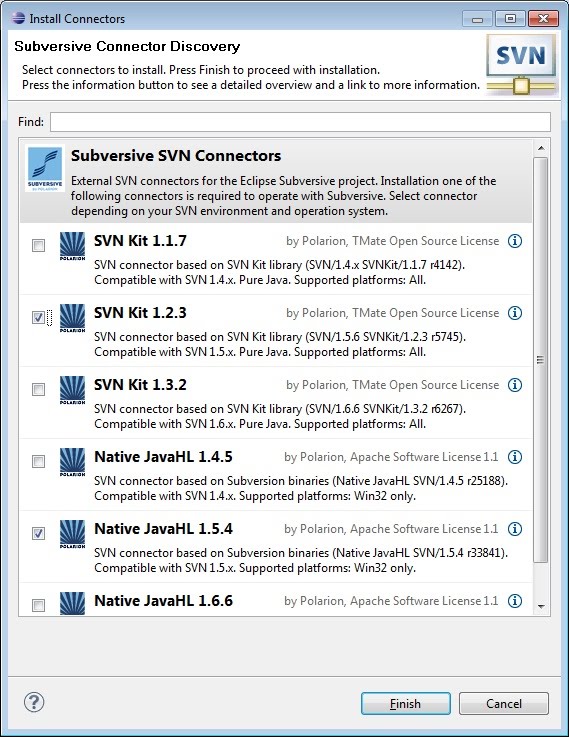 Install Connectors
Subversive Connector Discovery
Select connectors to install. Press Finish to proceed with installation.
Press the information button to see a detailed overview and a link to more information.
SVN
Find:
SUBVERSIVE
Subversive SVN Connectors
External SVN connectors for the Eclipse Subversive project. Installation one of the
following connectors is required to operate with Subversive. Select connector
depending on your SVN environment and operation system.
POLARION
SVN Kit 1.1.7 by Polarion, TMate Open Source License
SVN connector based on SVN Kit library (SVN/1.4.x SVNKit/1.1.7 r4142).
Compatible with SVN 1.4.x. Pure Java. Supported platforms: All.
POLARION
SVN Kit 1.2.3 by Polarion, TMate Open Source License
SVN connector based on SVN Kit library (SVN/1.5.6 SVNKit/1.2.3 r5745).
Compatible with SVN 1.5.x. Pure Java. Supported platforms: All.
POLARION
SVN Kit 1.3.2 by Polarion, TMate Open Source License
SVN connector based on SVN Kit library (SVN/1.6.6 SVNKit/1.3.2 r6267).
Compatible with SVN 1.6.x. Pure Java. Supported platforms: All.
POLARION
Native JavaHL 1.4.5 by Polarion, Apache Software License 1.1
SVN connector based on Subversion binaries (Native JavaHL SVN/1.4.5 r25188).
Compatible with SVN 1.4.x. Supported platforms: Win32 only.
POLARION
Native JavaHL 1.5.4 by Polarion, Apache Software License 1.1
SVN connector based on Subversion binaries (Native JavaHL SVN/1.5.4 r33841).
Compatible with SVN 1.5.x. Supported platforms: Win32 only.
Native JavaHL 1.6.6 by Polarion, Apache Software License 1.1
? Finish Cancel